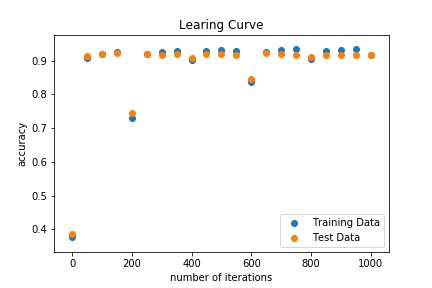 Learing Curve
accuracy
0.9
0.8
0.7
0.6
0.5
0.4
Training Data
Test Data
0 200 400 600 800 1000
number of iterations